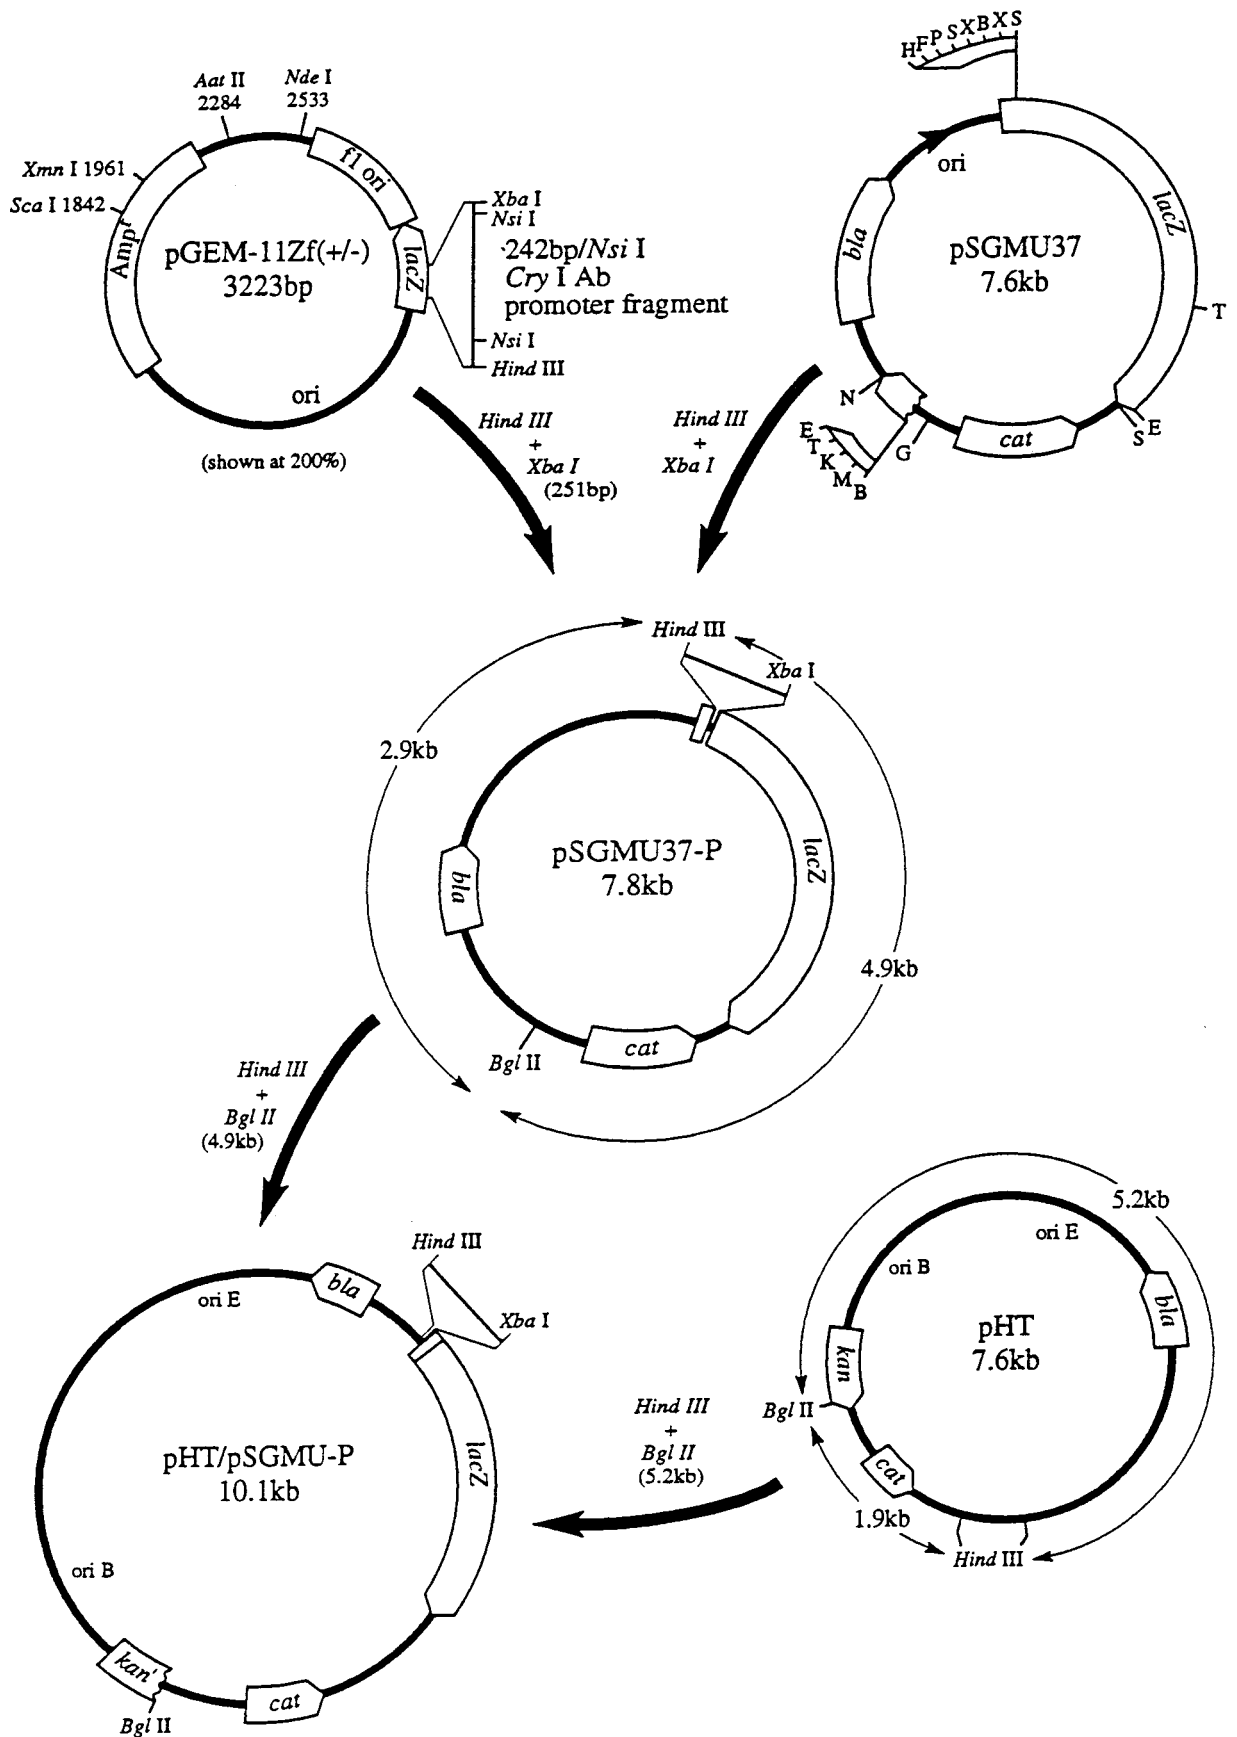 Aat II
2284
Nde I
2533
Xmn I 1961
Sca I 1842
Ampr
f1 ori
lacZ
pGEM-11Zf(+/-)
3223bp
ori
(shown at 200%)
Xba I
Nsi I
242bp/Nsi I
Cry I Ab
promoter fragment
Nsi I
Hind III
H F P S X B X S
ori
bla
lacZ
pSGMU37
7.6kb
T
N
E
T
K
M
B
G
cat
S E
Hind III
+
Xba I
(251bp)
Hind III
+
Xba I
Hind III
Xba I
2.9kb
pSGMU37-P
7.8kb
lacZ
bla
4.9kb
Bgl II
cat
Hind III
+
Bgl II
(4.9kb)
5.2kb
ori E
ori B
bla
pHT
7.6kb
kan
Bgl II
cat
1.9kb
Hind III
Hind III
+
Bgl II
(5.2kb)
Hind III
Xba I
bla
ori E
lacZ
pHT/pSGMU-P
10.1kb
ori B
kan'
Bgl II
cat